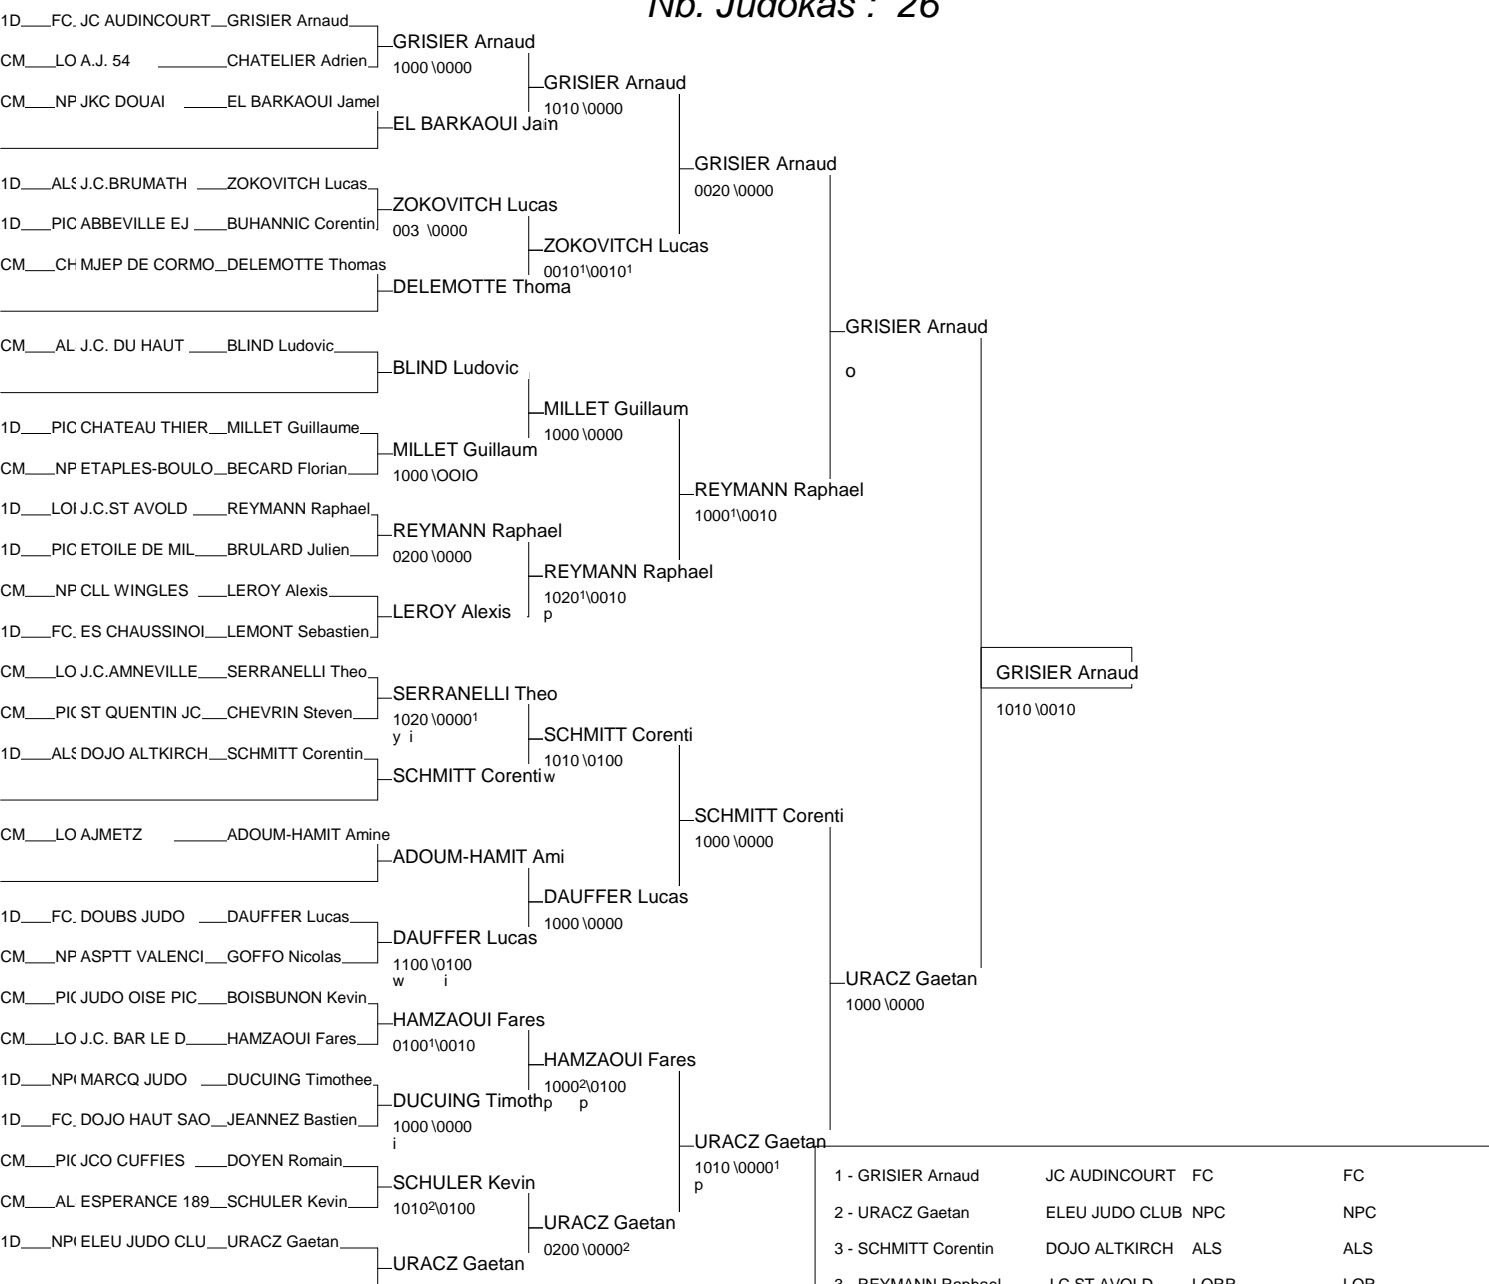 Nb. Judokas : 26
1D FC JC AUDINCOURT GRISIER Arnaud
GRISIER Arnaud
1000 \0000
CM LO A.J. 54 CHATELIER Adrien
GRISIER Arnaud
1010 \0000
CM NP JKC DOUAI EL BARKAOUI Jamel
EL BARKAOUI Jam
GRISIER Arnaud
0020 \0000
1D ALS J.C.BRUMATH ZOKOVITCH Lucas
ZOKOVITCH Lucas
003 \0000
1D PIC ABBEVILLE EJ BUHANNIC Corentin
ZOKOVITCH Lucas
0010¹\0010¹
CM CH MJEP DE CORMO DELEMOTTE Thomas
DELEMOTTE Thoma
GRISIER Arnaud
o
CM AL J.C. DU HAUT BLIND Ludovic
BLIND Ludovic
MILLET Guillaum
1000 \0000
1D PIC CHATEAU THIER MILLET Guillaume
MILLET Guillaum
1000 \OOIO
CM NP ETAPLES-BOULO BECARD Florian
REYMANN Raphael
1000¹\0010
1D LOI J.C.ST AVOLD REYMANN Raphael
REYMANN Raphael
0200 \0000
1D PIC ETOILE DE MIL BRULARD Julien
REYMANN Raphael
1020¹\0010
p
CM NP CLL WINGLES LEROY Alexis
LEROY Alexis
1D FC ES CHAUSSINOI LEMONT Sebastien
GRISIER Arnaud
1010 \0010
CM LO J.C.AMNEVILLE SERRANELLI Theo
SERRANELLI Theo
1020 \0000¹
y i
CM PIC ST QUENTIN JC CHEVRIN Steven
SCHMITT Corenti
1010 \0100
w
1D ALS DOJO ALTKIRCH SCHMITT Corentin
SCHMITT Corenti
SCHMITT Corenti
1000 \0000
CM LO AJMETZ ADOUM-HAMIT Amine
ADOUM-HAMIT Ami
DAUFFER Lucas
1000 \0000
1D FC DOUBS JUDO DAUFFER Lucas
DAUFFER Lucas
1100 \0100
w i
CM NP ASPTT VALENCI GOFFO Nicolas
URACZ Gaetan
1000 \0000
CM PIC JUDO OISE PIC BOISBUNON Kevin
HAMZAOUI Fares
0100¹\0010
CM LO J.C. BAR LE D HAMZAOUI Fares
HAMZAOUI Fares
1000²\0100
p p
1D NP MARCQ JUDO DUCUING Timothee
DUCUING Timoth
1000 \0000
i
1D FC DOJO HAUT SAO JEANNEZ Bastien
URACZ Gaetan
1010 \0000¹
p
CM PIC JCO CUFFIES DOYEN Romain
SCHULER Kevin
1010²\0100
CM AL ESPERANCE 189 SCHULER Kevin
URACZ Gaetan
0200 \0000²
1D NP ELEU JUDO CLU URACZ Gaetan
URACZ Gaetan
1 - GRISIER Arnaud JC AUDINCOURT FC FC
2 - URACZ Gaetan ELEU JUDO CLUB NPC NPC
3 - SCHMITT Corentin DOJO ALTKIRCH ALS ALS
3 - REYMANN Raphael J.C.ST AVOLD LORR LOR